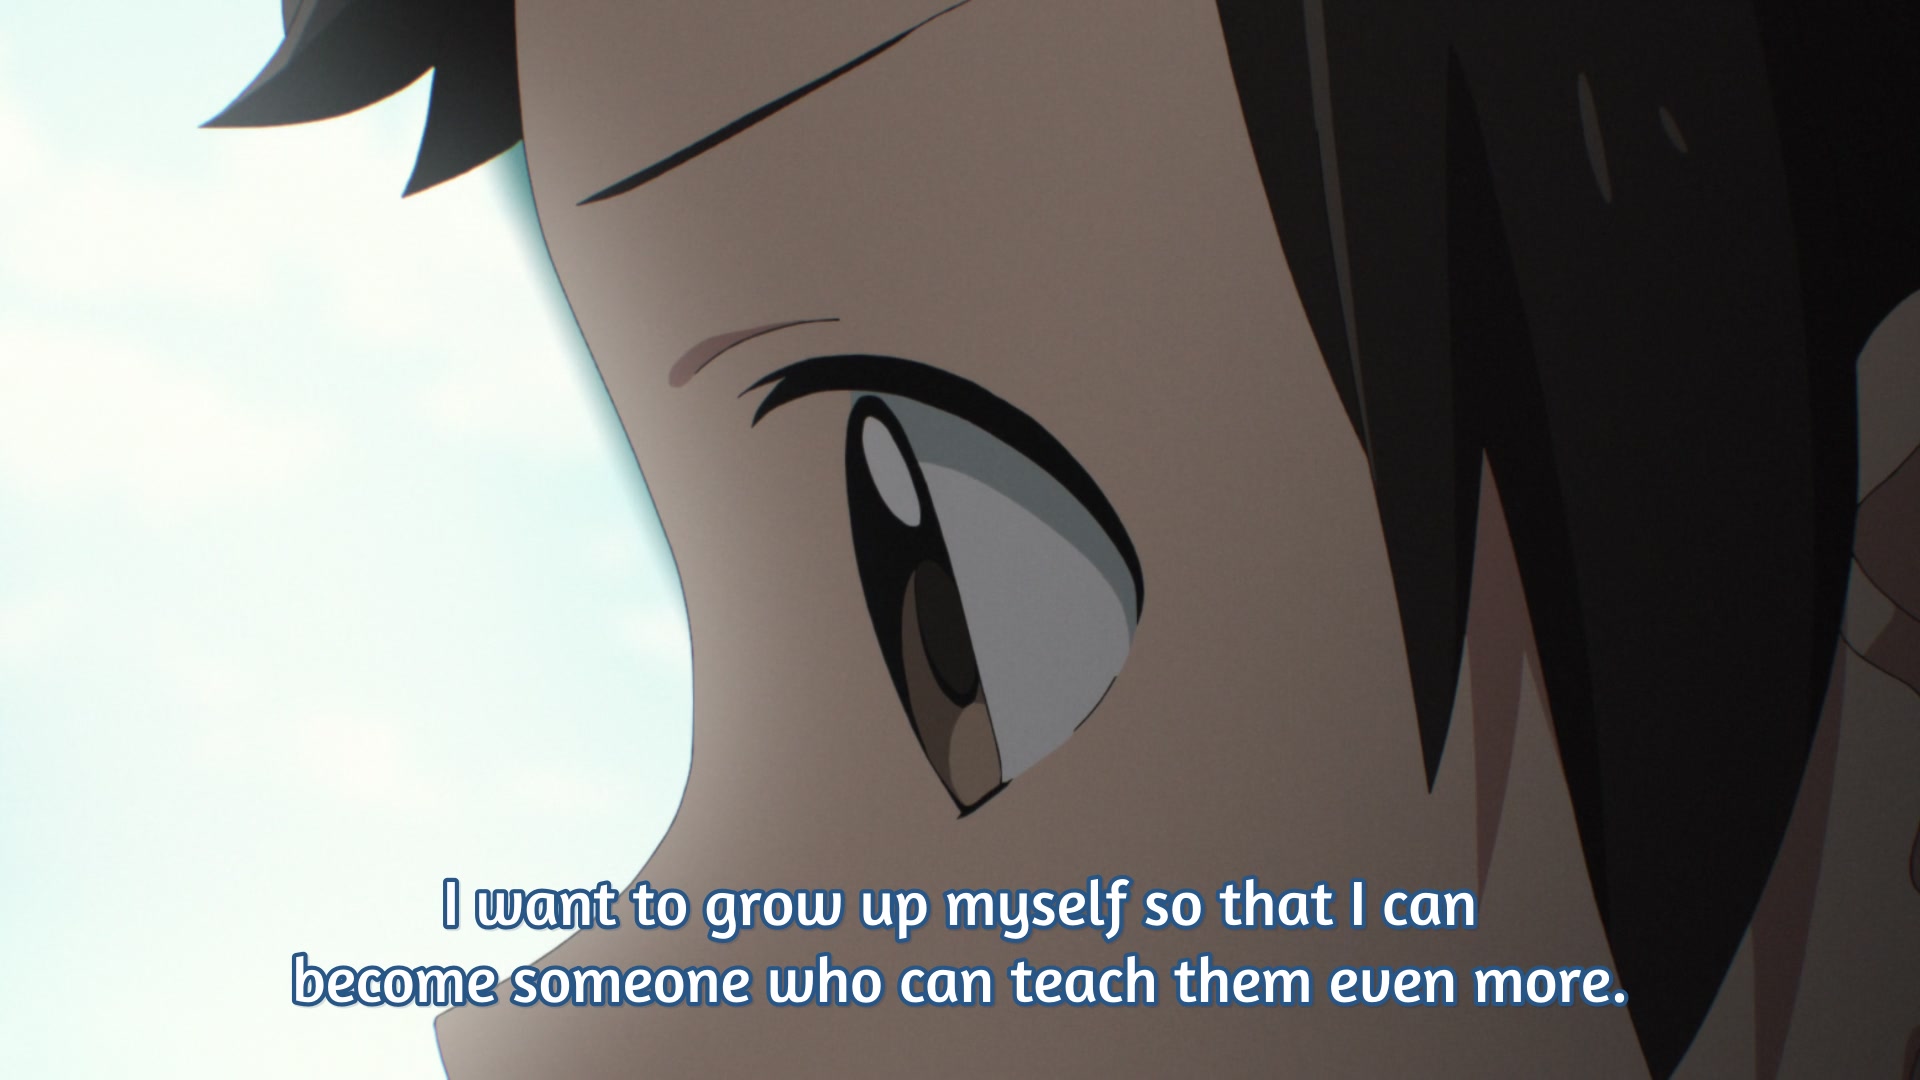 I want to grow up myself so that I can
become someone who can teach them even more.